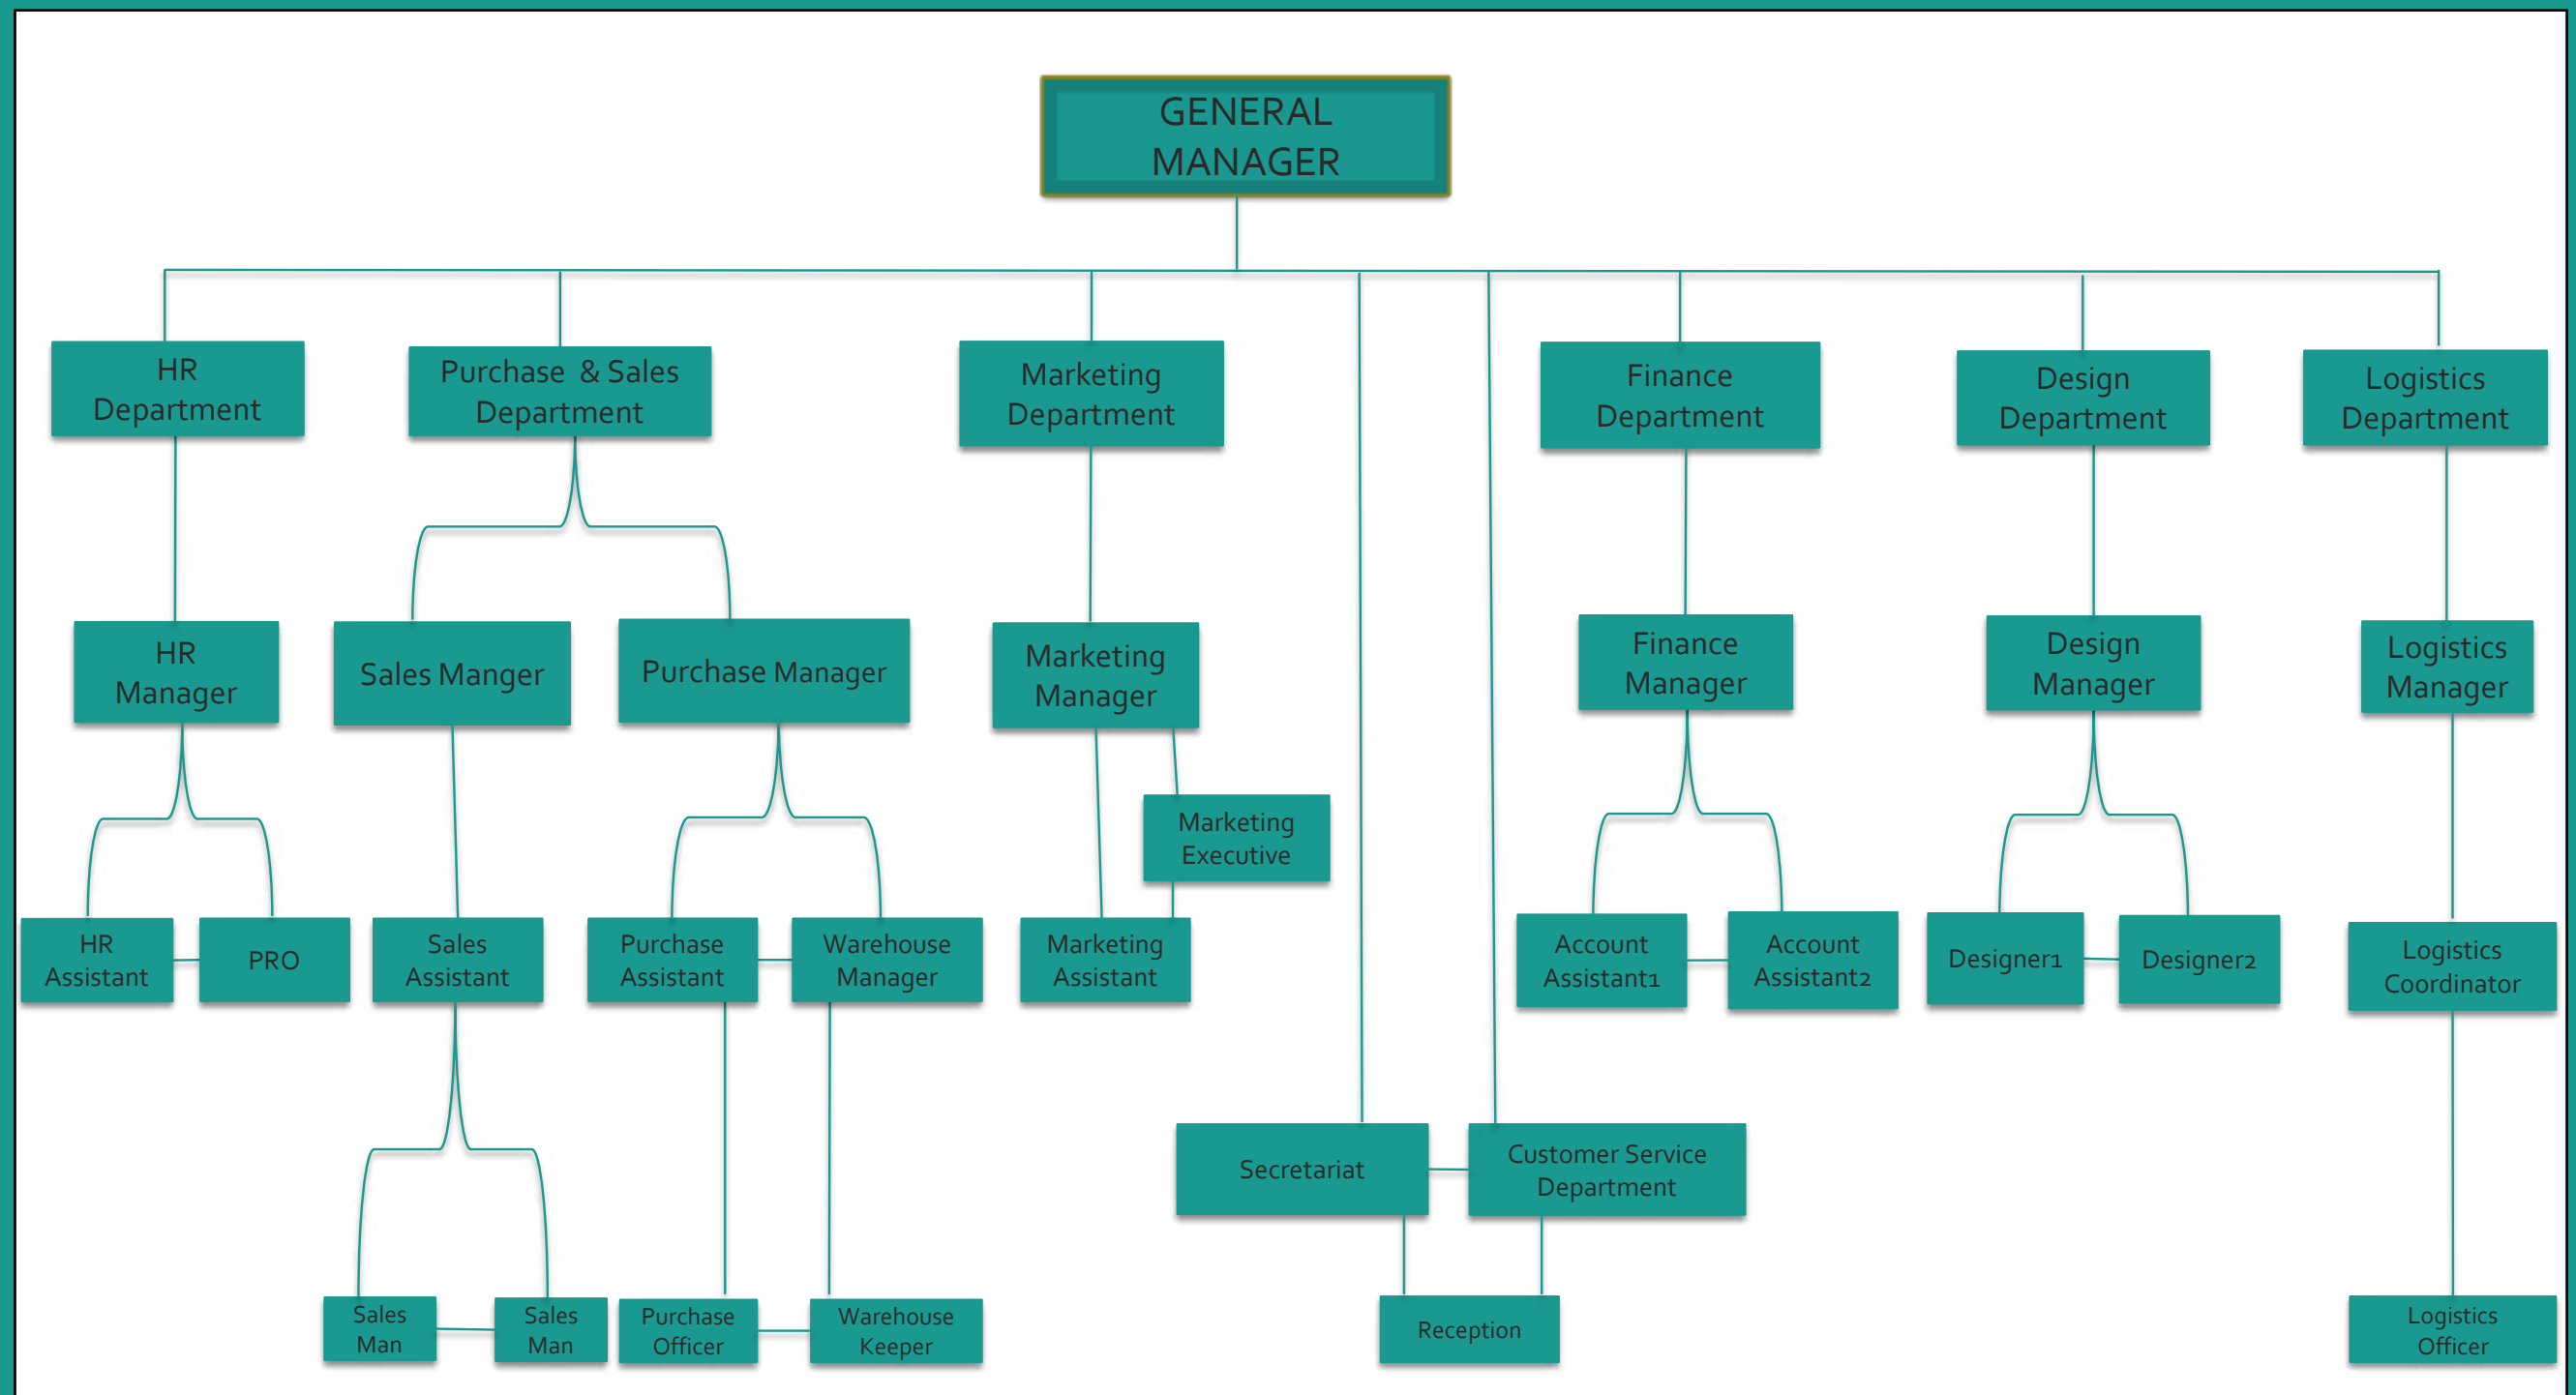 GENERAL
MANAGER
HR
Department
Purchase & Sales
Department
Marketing
Department
Finance
Department
Design
Department
Logistics
Department
HR
Manager
Sales Manger
Purchase Manager
Marketing
Manager
Finance
Manager
Design
Manager
Logistics
Manager
Marketing
Executive
HR
Assistant
PRO
Sales
Assistant
Purchase
Assistant
Warehouse
Manager
Marketing
Assistant
Account
Assistant1
Account
Assistant2
Designer1
Designer2
Logistics
Coordinator
Secretariat
Customer Service
Department
Sales
Man
Sales
Man
Purchase
Officer
Warehouse
Keeper
Reception
Logistics
Officer